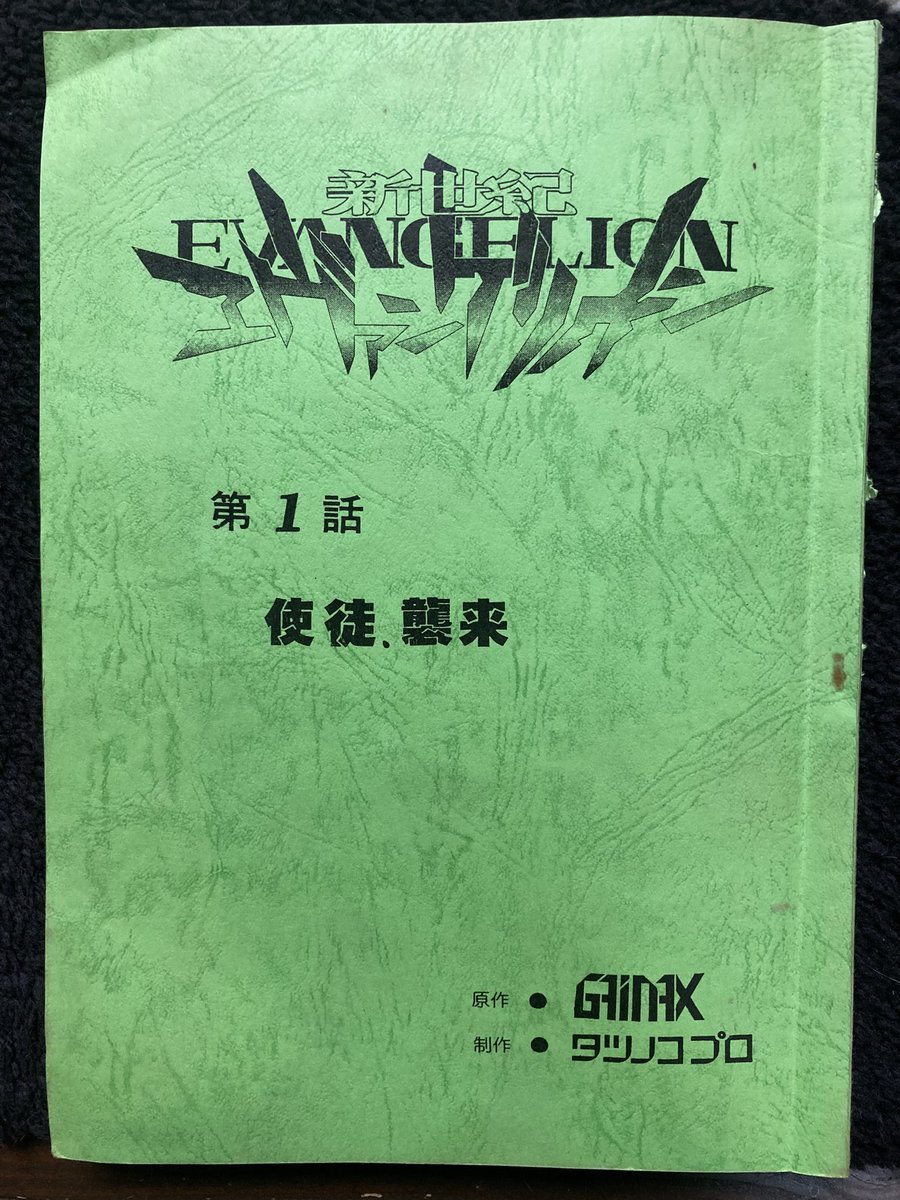 新世紀
EVANGELION
エヴァンゲリオン
第1話
使徒、襲来
原作 ● GAINAX
制作 ● タツノコプロ